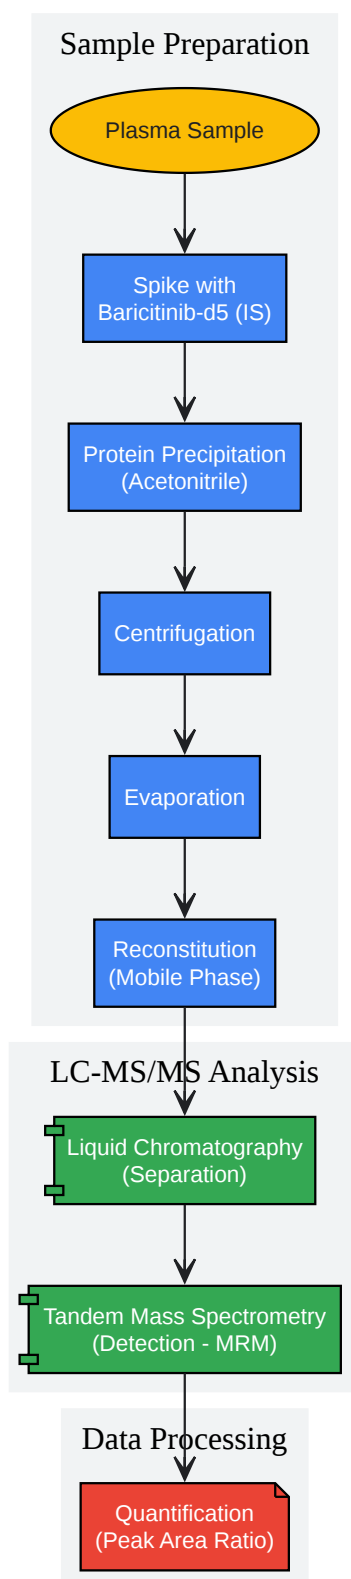 Sample Preparation
Plasma Sample
Spike with
Baricitinib-d5 (IS)
Protein Precipitation
(Acetonitrile)
Centrifugation
Evaporation
Reconstitution
(Mobile Phase)
LC-MS/MS Analysis
Liquid Chromatography
(Separation)
Tandem Mass Spectrometry
(Detection - MRM)
Data Processing
Quantification
(Peak Area Ratio)